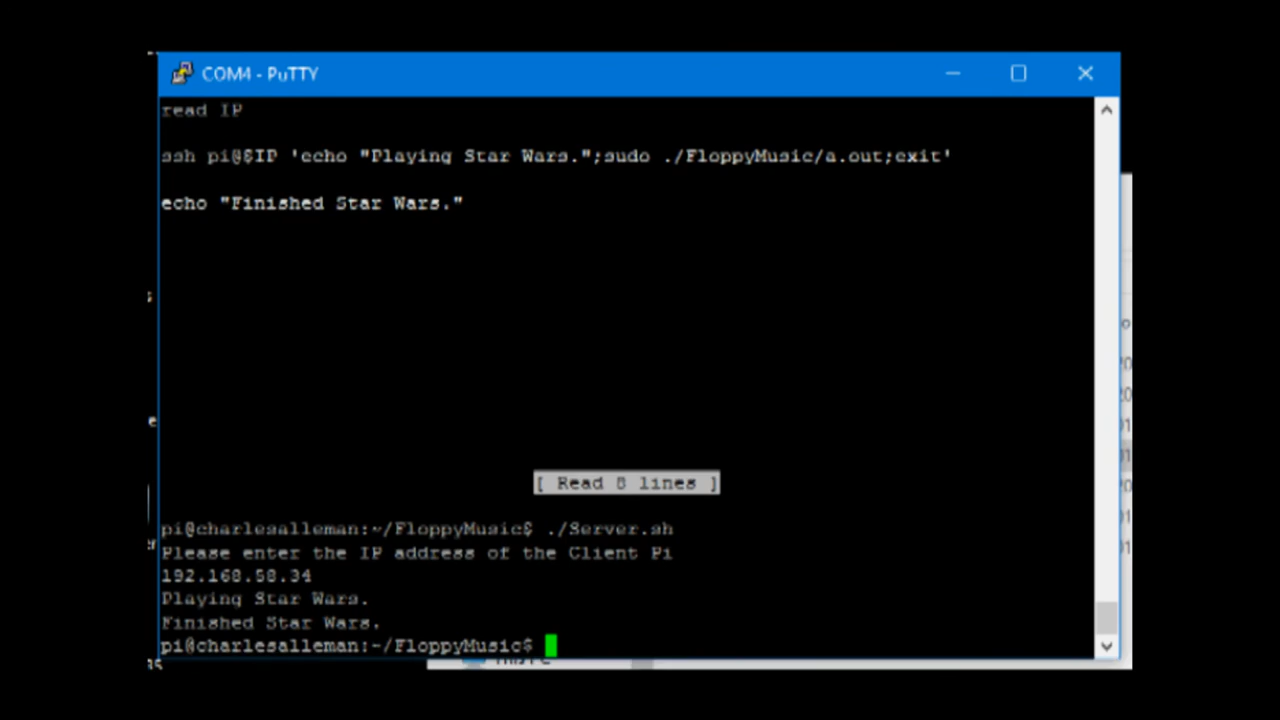 COM4 - PuTTY
read IP
ssh pi@$IP 'echo "Playing Star Wars.";sudo ./FloppyMusic/a.out;exit'
echo "Finished Star Wars."
[ Read 8 lines ]
pi@charlesalleman:~/FloppyMusic$ ./Server.sh
Please enter the IP address of the Client Pi
192.168.58.34
Playing Star Wars.
Finished Star Wars.
pi@charlesalleman:~/FloppyMusic$